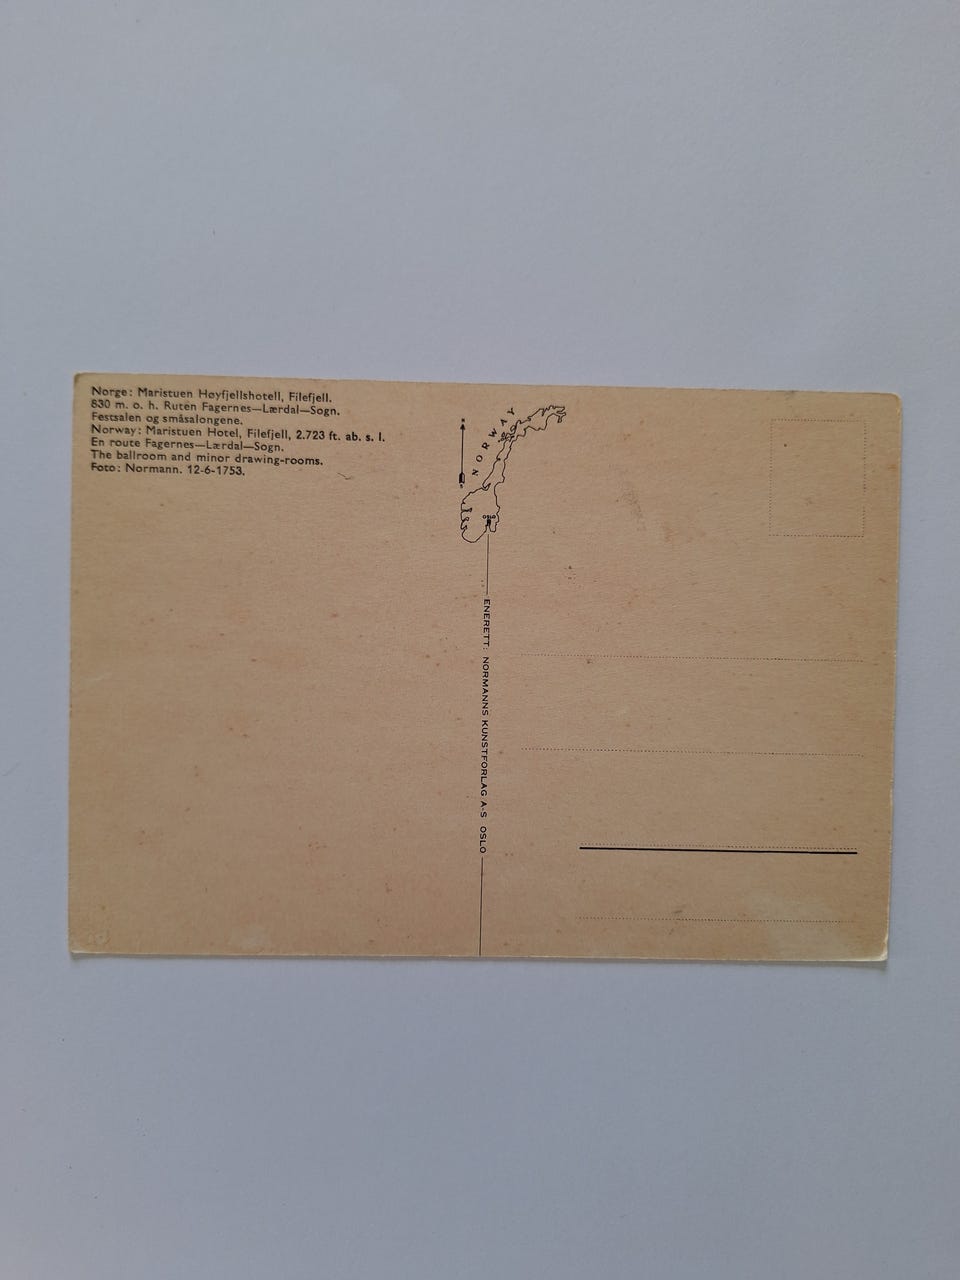 Norge: Maristuen Høyfjellshotell, Filefjell.
830 m. o. h. Ruten Fagernes—Lærdal—Sogn.
Festsalen og småsalongene.
Norway: Maristuen Hotel, Filefjell, 2.723 ft. ab. s. l.
En route Fagernes—Lærdal—Sogn.
The ballroom and minor drawing-rooms.
Foto: Normann. 12-6-1753.
NORWAY
OSLO
ENERETT: NORMANNS KUNSTFORLAG A-S OSLO